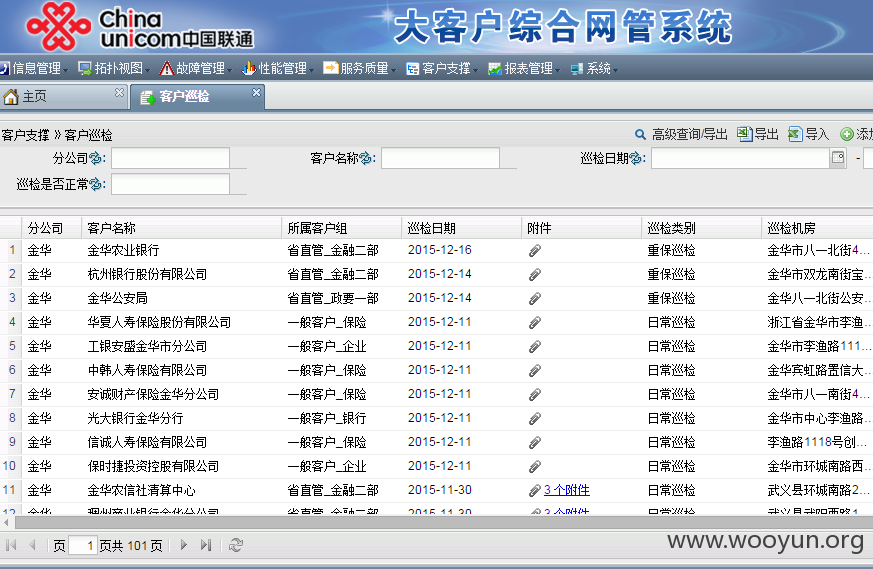 China unicom中国联通 大客户综合网管系统
信息管理 拓扑视图 故障管理 性能管理 服务质量 客户支撑 报表管理 系统
主页 客户巡检
客户支撑 》客户巡检 高级查询/导出 导出 导入 添加
分公司: 客户名称: 巡检日期: -
巡检是否正常:
分公司 客户名称 所属客户组 巡检日期 附件 巡检类别 巡检机房
1 金华 金华农业银行 省直管_金融二部 2015-12-16 重保巡检 金华市八一北街4...
2 金华 杭州银行股份有限公司 省直管_金融二部 2015-12-14 重保巡检 金华市双龙南街宝...
3 金华 金华公安局 省直管_政要一部 2015-12-14 重保巡检 金华八一北街公安...
4 金华 华夏人寿保险股份有限公司 一般客户_保险 2015-12-11 日常巡检 浙江省金华市李渔...
5 金华 工银安盛金华市分公司 一般客户_企业 2015-12-11 日常巡检 金华市李渔路111...
6 金华 中韩人寿保险有限公司 一般客户_保险 2015-12-11 日常巡检 金华宾虹路置信大...
7 金华 安诚财产保险金华分公司 一般客户_保险 2015-12-11 日常巡检 金华市八一南街4...
8 金华 光大银行金华分行 一般客户_银行 2015-12-11 日常巡检 金华市中心李渔路...
9 金华 信诚人寿保险有限公司 一般客户_保险 2015-12-11 日常巡检 李渔路1118号创...
10 金华 保时捷投资控股有限公司 一般客户_企业 2015-12-11 日常巡检 金华市环城南路西...
11 金华 金华农信社清算中心 省直管_金融二部 2015-11-30 3个附件 日常巡检 武义县环城南路2...
12 金华 稠州商业银行金华分公司 省直管_金融二部 2015-11-30 3个附件 日常巡检 武义县武阳西路1...
页 1 页共 101 页
www.wooyun.org